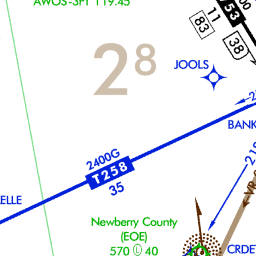 AWOS-3PT 119.45
53
00
83
11
38
2 8
JOOLS
BANK
2400G
T258
35
ELLE
Newberry County
(EOE)
570 Ⓛ 40
CRDE